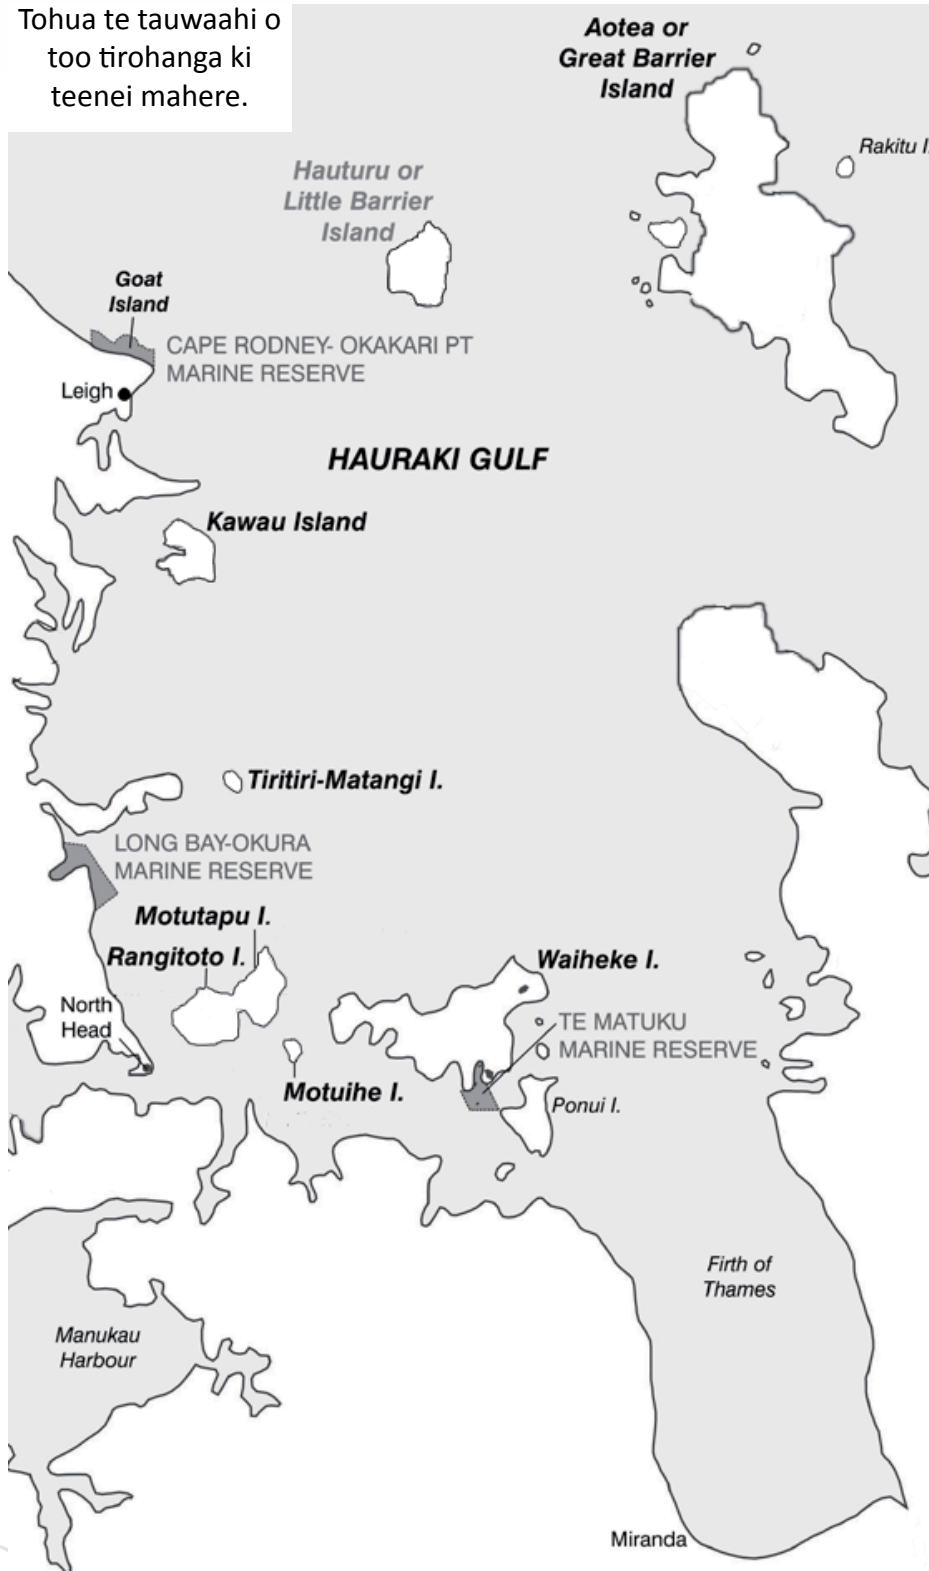 Tohua te tauwaahi o
too tirohanga ki
teenei mahere.
Aotea or
Great Barrier
Island
Rakitu I.
Hauturu or
Little Barrier
Island
Goat
Island
CAPE RODNEY- OKAKARI PT
MARINE RESERVE
Leigh
HAURAKI GULF
Kawau Island
Tiritiri-Matangi I.
LONG BAY-OKURA
MARINE RESERVE
Motutapu I.
Rangitoto I.
Waiheke I.
North
Head
TE MATUKU
MARINE RESERVE
Motuihe I.
Ponui I.
Firth of
Thames
Manukau
Harbour
Miranda